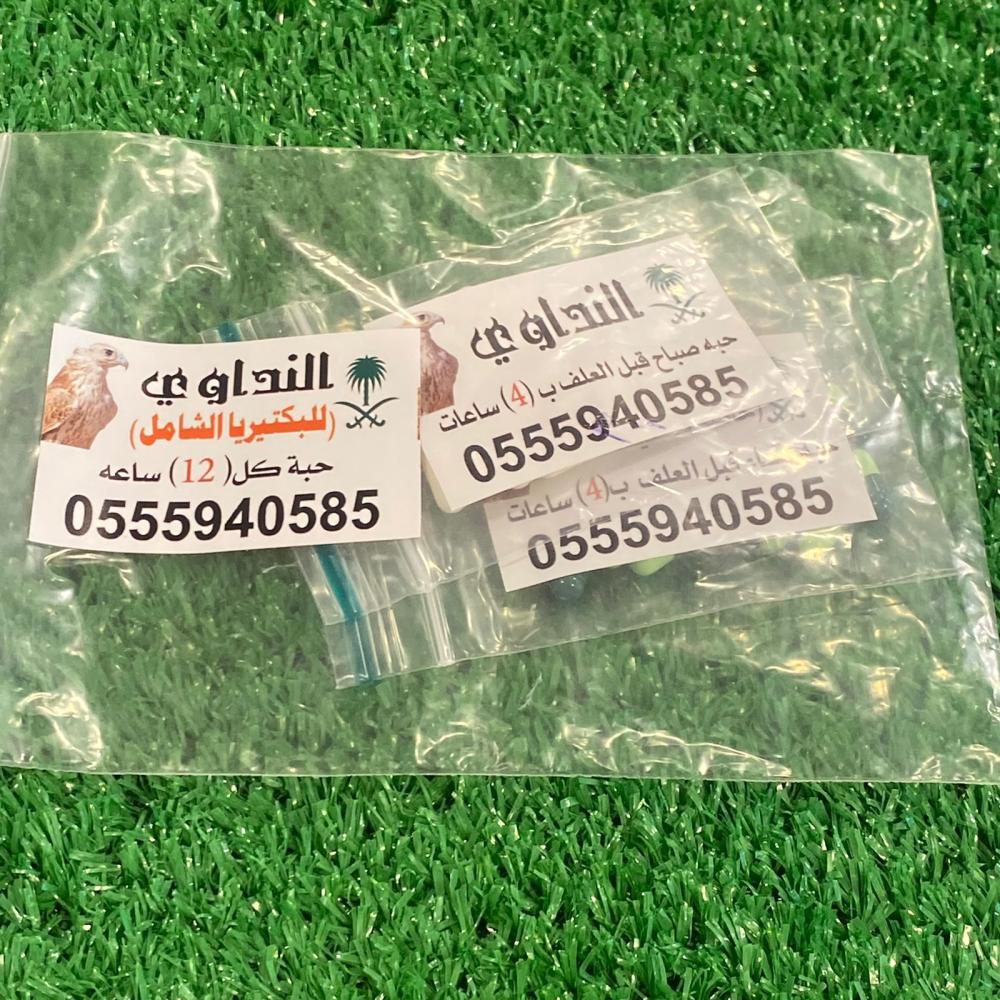 النداوي
(للبكتيريا الشامل)
حبة كل (12) ساعه
0555940585
النداوي
حبه صباح قبل العلف ب (4) ساعات
0555940585
قبل العلف ب (4) ساعات
0555940585